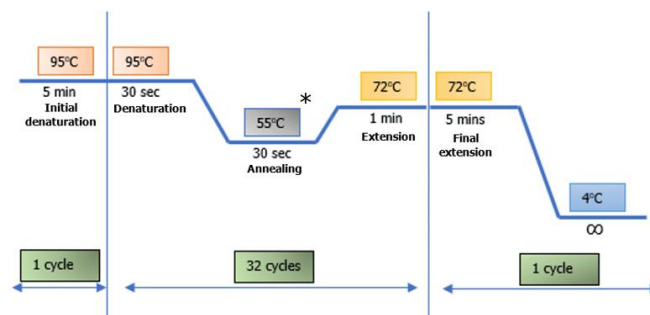 95°C
5 min
Initial
denaturation
95°C
30 sec
Denaturation
55°C
*
30 sec
Annealing
72°C
1 min
Extension
72°C
5 mins
Final
extension
4°C
∞
1 cycle
32 cycles
1 cycle